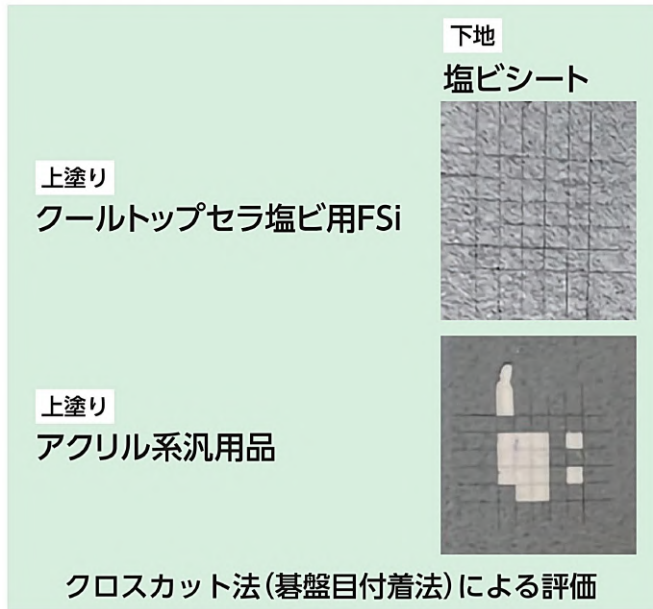 下地
塩ビシート
上塗り
クールトップセラ塩ビ用FSi
上塗り
アクリル系汎用品
クロスカット法(碁盤目付着法)による評価